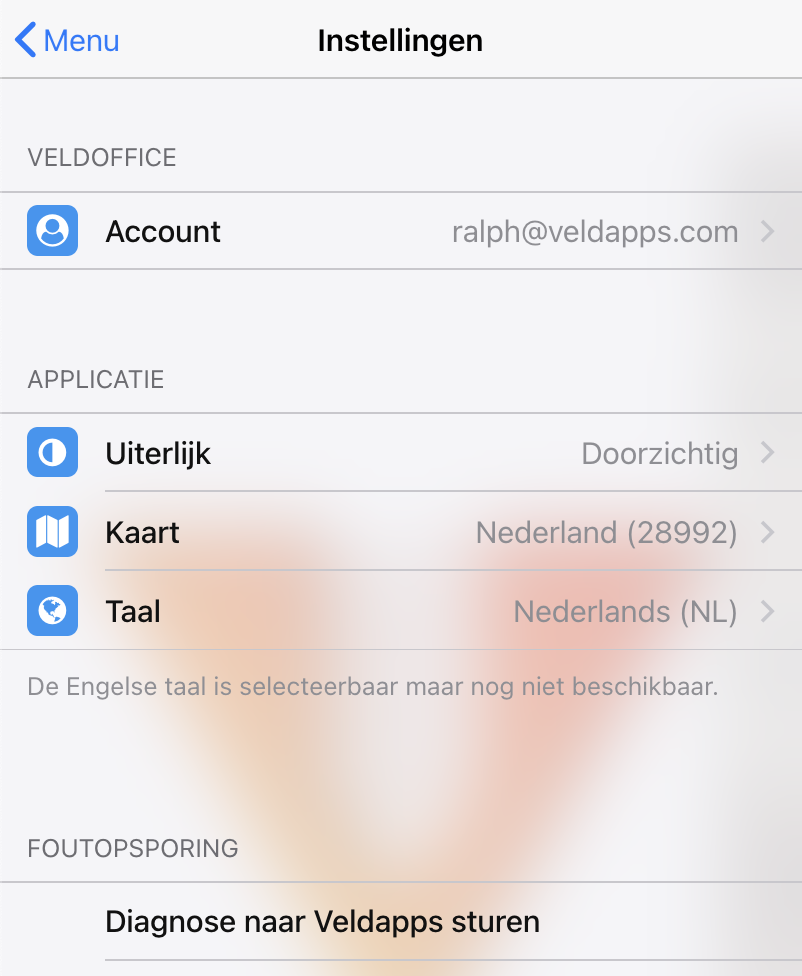 Menu
Instellingen
VELDOFFICE
Account ralph@veldapps.com
APPLICATIE
Uiterlijk Doorzichtig
Kaart Nederland (28992)
Taal Nederlands (NL)
De Engelse taal is selecteerbaar maar nog niet beschikbaar.
FOUTOPSPORING
Diagnose naar Veldapps sturen